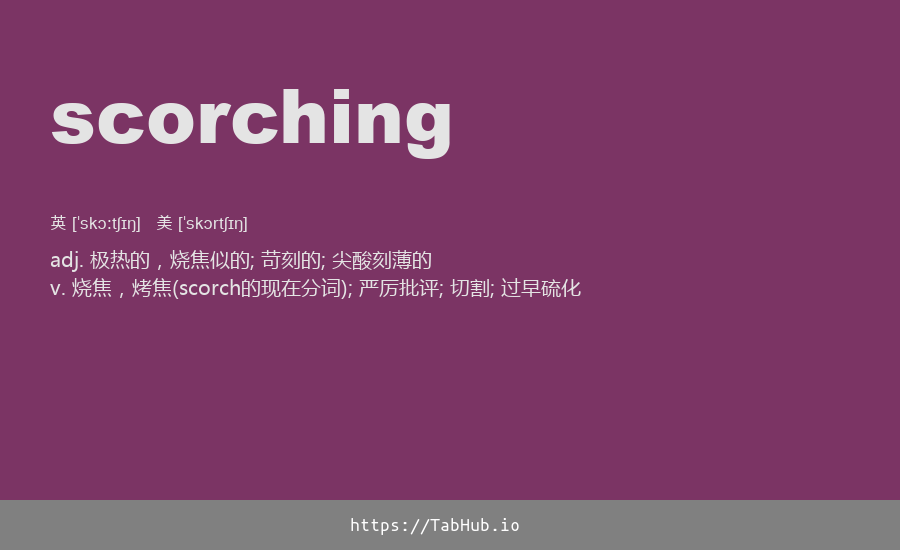 scorching
英 [ˈskɔːtʃɪŋ] 美 [ˈskɔrtʃɪŋ]
adj. 极热的，烧焦似的; 苛刻的; 尖酸刻薄的
v. 烧焦，烤焦(scorch的现在分词); 严厉批评; 切割; 过早硫化
https://TabHub.io